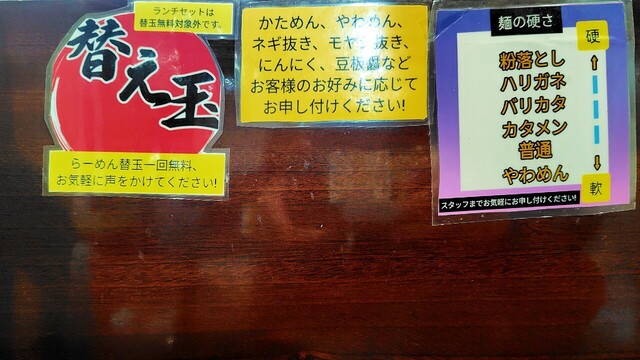 ランチセットは
替玉無料対象外です。
替え玉
らーめん替玉一回無料、
お気軽に声をかけてください!
かためん、やわめん、
ネギ抜き、モヤシ抜き、
にんにく、豆板醤など
お客様のお好みに応じて
お申し付けください!
麺の硬さ
硬
粉落とし
ハリガネ
バリカタ
カタメン
普通
やわめん
軟
スタッフまでお気軽にお申し付けください!